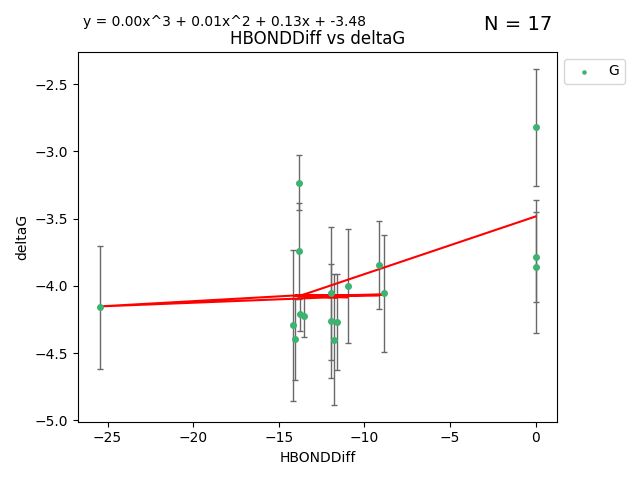 y = 0.00x^3 + 0.01x^2 + 0.13x + -3.48
N = 17
HBONDDiff vs deltaG
G
deltaG
−2.5
−3.0
−3.5
−4.0
−4.5
−5.0
−25
−20
−15
−10
−5
0
HBONDDiff